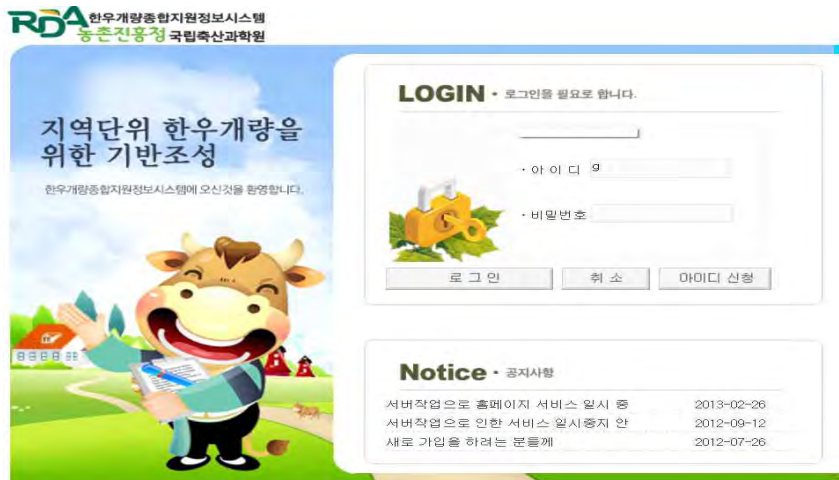 RDA 한우개량종합지원정보시스템
농촌진흥청 국립축산과학원
지역단위 한우개량을
위한 기반조성
한우개량종합지원정보시스템에 오신것을 환영합니다.
LOGIN · 로그인을 필요로 합니다.
· 아 이 디 g
· 비밀번호
로 그 인 취 소 아이디 신청
Notice · 공지사항
서버작업으로 홈페이지 서비스 일시 중 2013-02-26
서버작업으로 인한 서비스 일시중지 안 2012-09-12
새로 가입을 하려는 분들께 2012-07-26